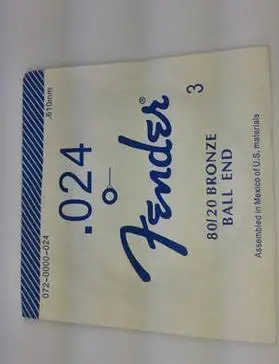 072-0000-024
.610mm
.024
Fender®
3
80/20 BRONZE
BALL END
Assembled in Mexico of U.S. materials